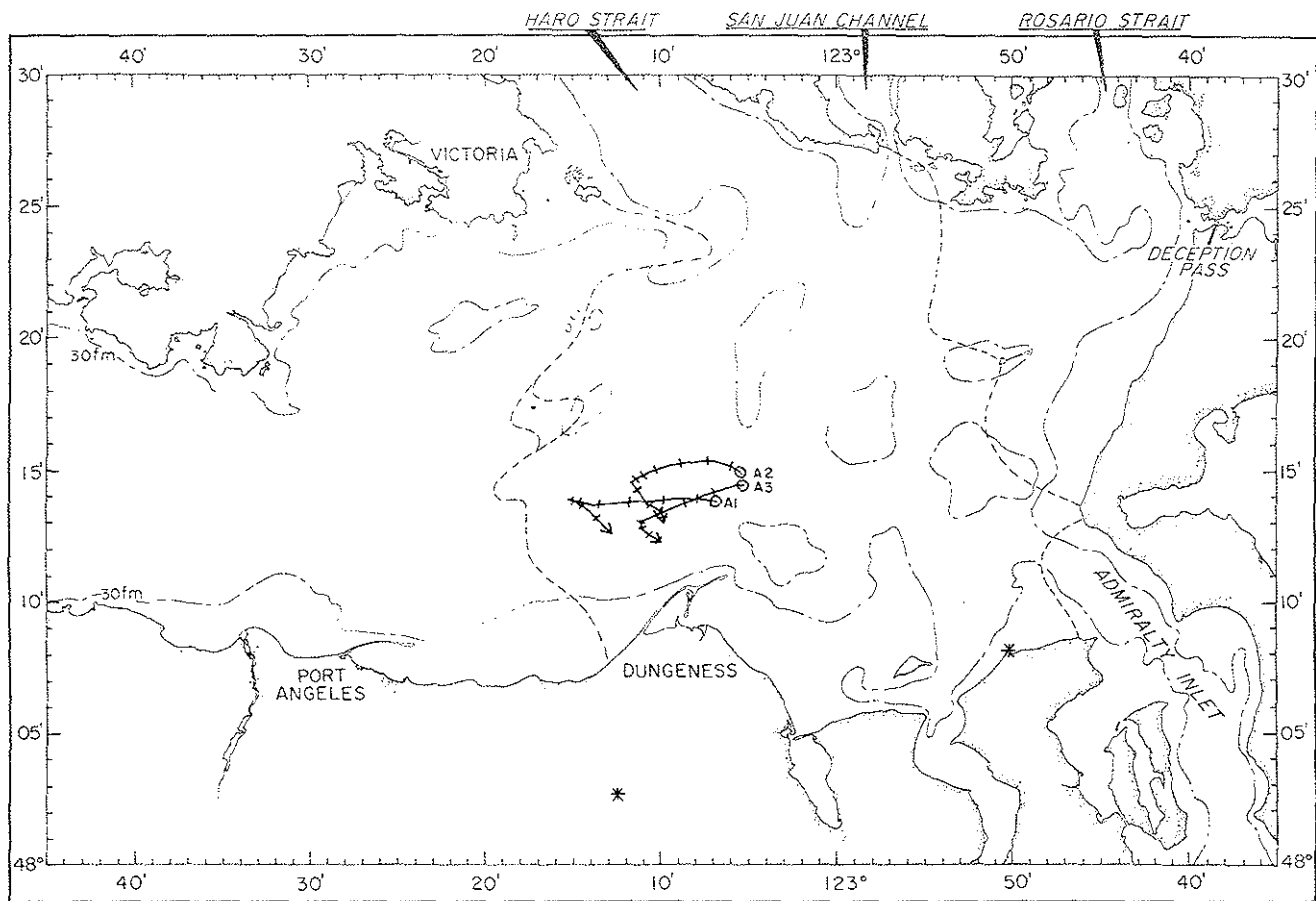 HARO STRAIT SAN JUAN CHANNEL ROSARIO STRAIT
40' 30' 20' 10' 123° 50' 40'
30' 30'
VICTORIA
25' 25'
DECEPTION
PASS
20' 20'
30fm
15' 15'
A2
A3
A1
10' 10'
30fm
ADMIRALTY
INLET
PORT
ANGELES
DUNGENESS
05' 05'
48° 48°
40' 30' 20' 10' 123° 50' 40'